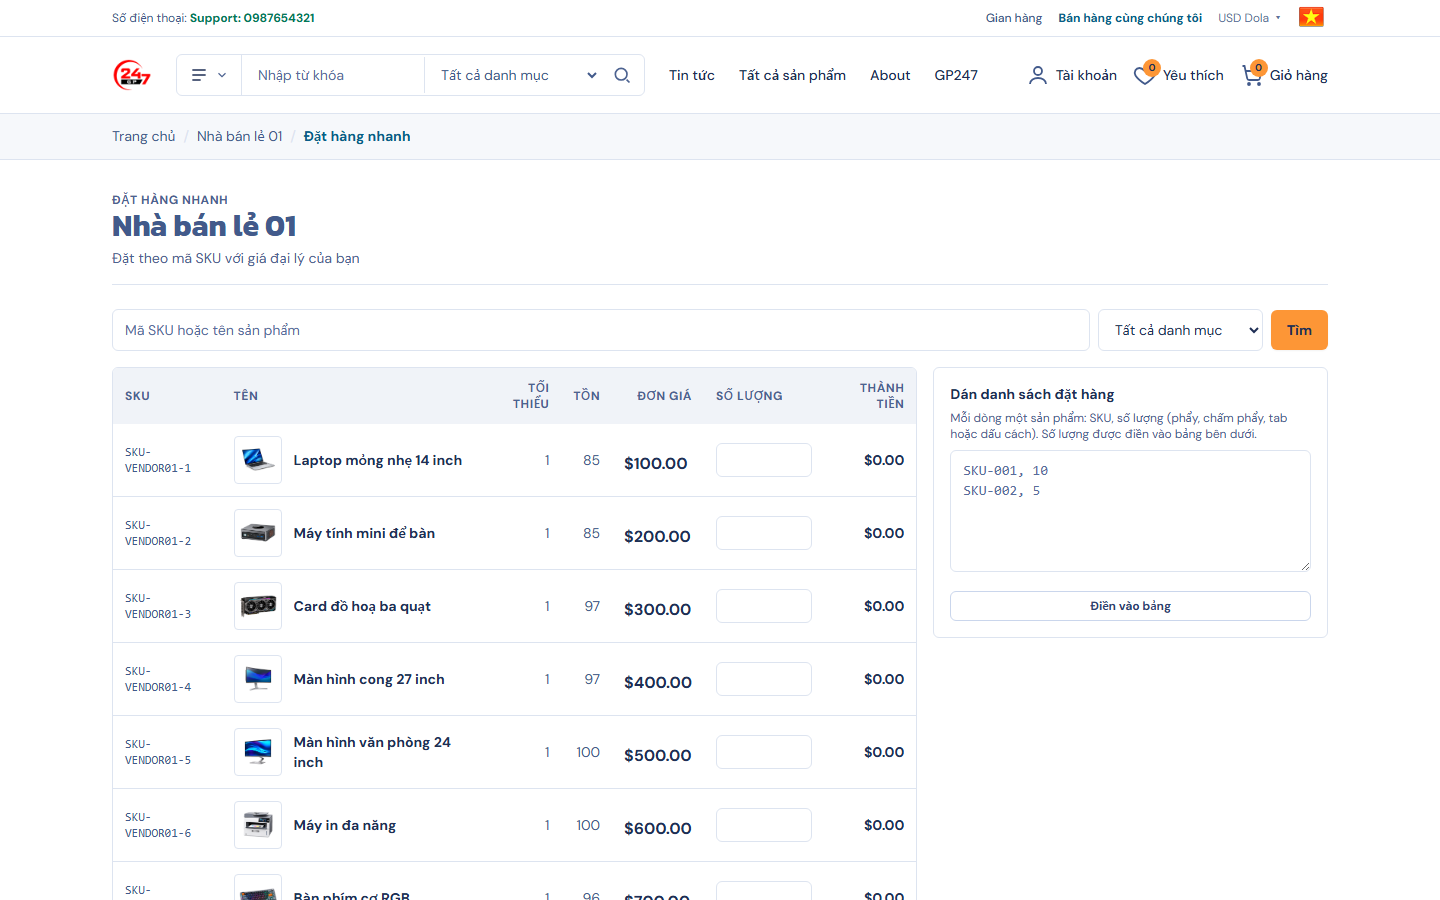 Số điện thoại: Support: 0987654321
Gian hàng
Bán hàng cùng chúng tôi
USD Dola
247
GP
Nhập từ khóa
Tất cả danh mục
Tin tức
Tất cả sản phẩm
About
GP247
Tài khoản
0
Yêu thích
0
Giỏ hàng
Trang chủ / Nhà bán lẻ 01 / Đặt hàng nhanh
ĐẶT HÀNG NHANH
Nhà bán lẻ 01
Đặt theo mã SKU với giá đại lý của bạn
Mã SKU hoặc tên sản phẩm
Tất cả danh mục
Tìm
SKU
TÊN
TỐI
THIỂU
TỒN
ĐƠN GIÁ
SỐ LƯỢNG
THÀNH
TIỀN
SKU-
VENDOR01-1
Laptop mỏng nhẹ 14 inch
1
85
$100.00
$0.00
SKU-
VENDOR01-2
Máy tính mini để bàn
1
85
$200.00
$0.00
SKU-
VENDOR01-3
Card đồ hoạ ba quạt
1
97
$300.00
$0.00
SKU-
VENDOR01-4
Màn hình cong 27 inch
1
97
$400.00
$0.00
SKU-
VENDOR01-5
Màn hình văn phòng 24
inch
1
100
$500.00
$0.00
SKU-
VENDOR01-6
Máy in đa năng
1
100
$600.00
$0.00
SKU-
Bàn phím cơ RGB
1
96
$700.00
$0.00
Dán danh sách đặt hàng
Mỗi dòng một sản phẩm: SKU, số lượng (phẩy, chấm phẩy, tab
hoặc dấu cách). Số lượng được điền vào bảng bên dưới.
SKU-001, 10
SKU-002, 5
Điền vào bảng